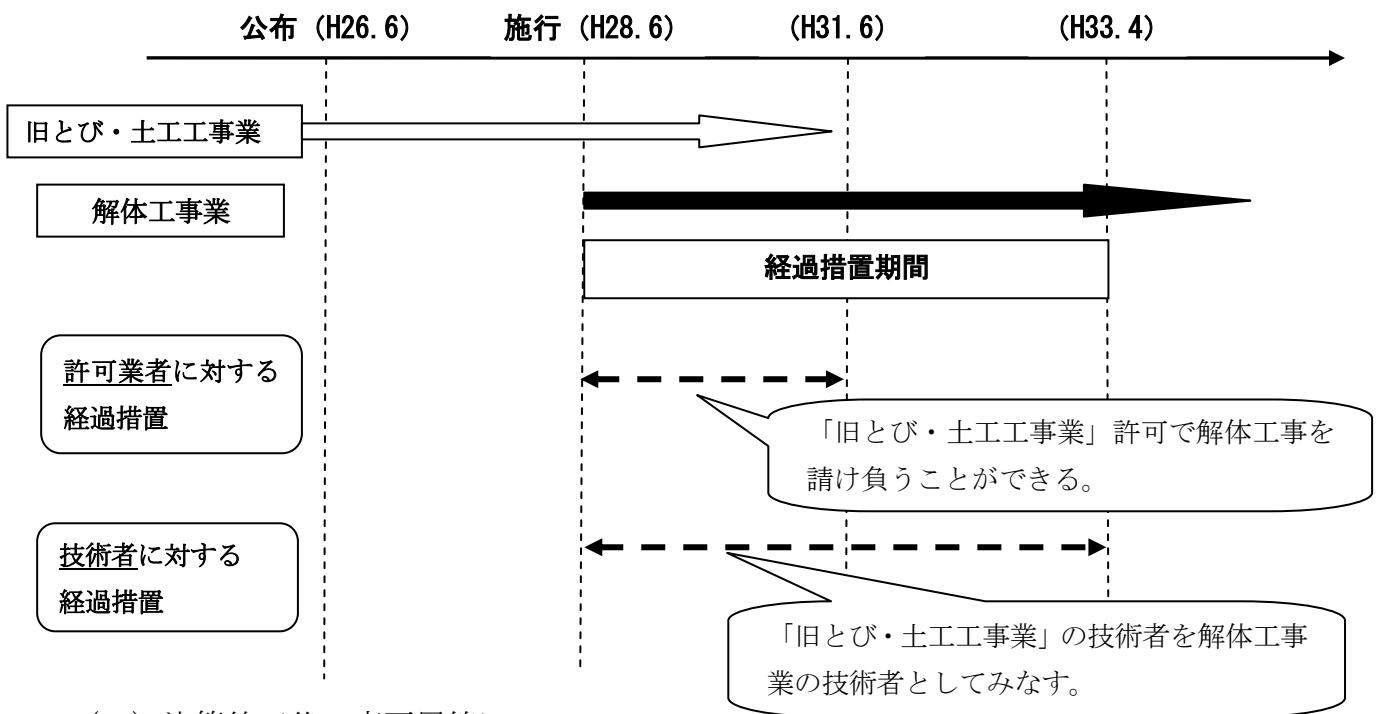 公布（H26.6） 施行（H28.6） （H31.6） （H33.4）
旧とび・土工工事業
解体工事業
経過措置期間
許可業者に対する
経過措置
「旧とび・土工工事業」許可で解体工事を
請け負うことができる。
技術者に対する
経過措置
「旧とび・土工工事業」の技術者を解体工事
業の技術者としてみなす。